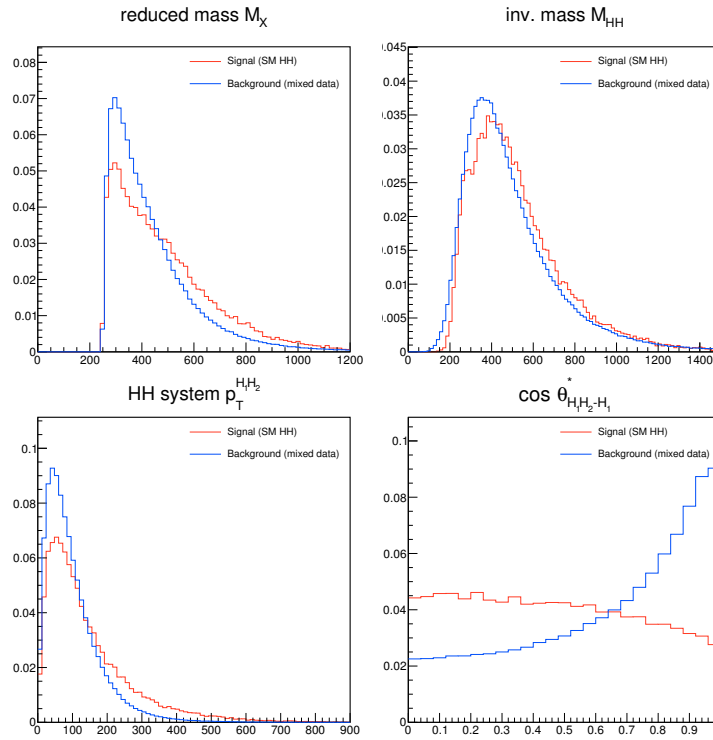 reduced mass M_X
Signal (SM HH)
Background (mixed data)
0.08
0.07
0.06
0.05
0.04
0.03
0.02
0.01
0
0 200 400 600 800 1000 1200
inv. mass M_HH
Signal (SM HH)
Background (mixed data)
0.045
0.04
0.035
0.03
0.025
0.02
0.015
0.01
0.005
0
0 200 400 600 800 1000 1200 1400
HH system p_T^H₁H₂
Signal (SM HH)
Background (mixed data)
0.1
0.08
0.06
0.04
0.02
0
0 100 200 300 400 500 600 700 800 900
cos θ*_H₁H₂-H₁
Signal (SM HH)
Background (mixed data)
0.1
0.08
0.06
0.04
0.02
0
0 0.1 0.2 0.3 0.4 0.5 0.6 0.7 0.8 0.9